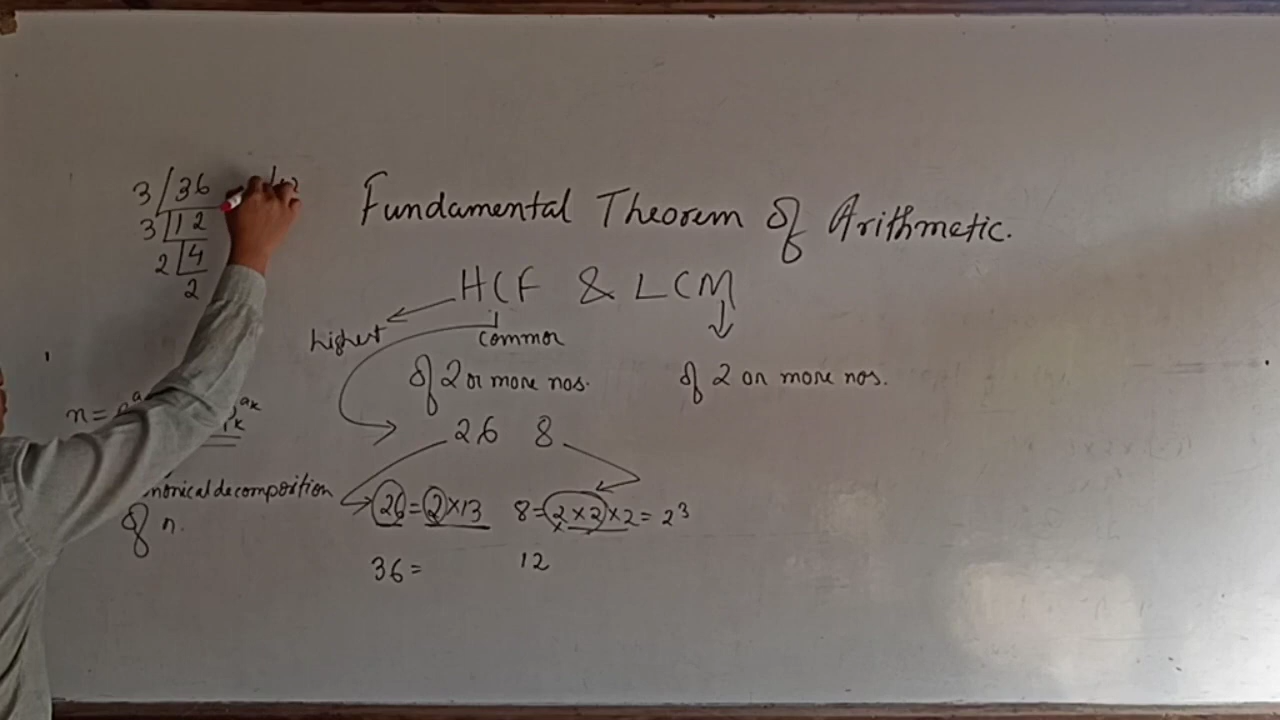 3 36
3 12
2 4
2
Fundamental Theorem of Arithmetic.
HCF & LCM
highest
common
of 2 or more nos.
of 2 or more nos.
26 8
n =
decomposition
of n.
26 = 2 × 13
8 = 2 × 2 × 2 = 2³
36 =
12